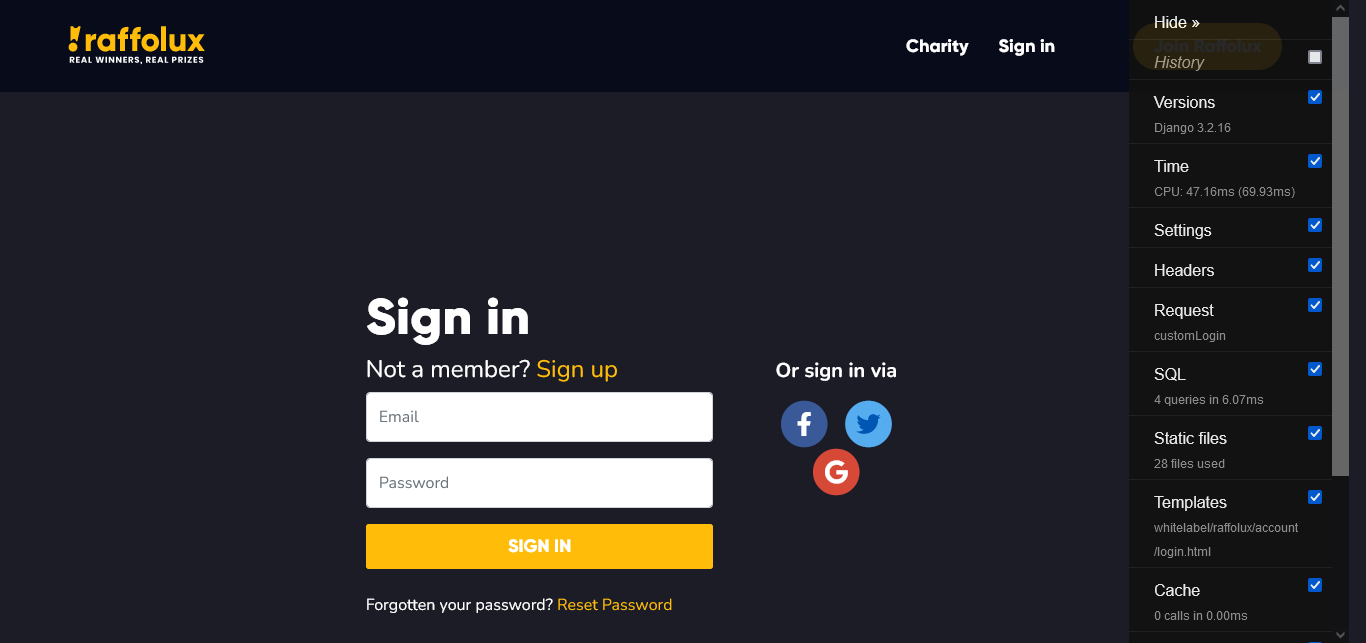 raffolux
REAL WINNERS, REAL PRIZES
Charity
Sign in
Join Raffolux
Sign in
Not a member? Sign up
Email
Password
SIGN IN
Forgotten your password? Reset Password
Or sign in via
Hide »
History
Versions
Django 3.2.16
Time
CPU: 47.16ms (69.93ms)
Settings
Headers
Request
customLogin
SQL
4 queries in 6.07ms
Static files
28 files used
Templates
whitelabel/raffolux/account
/login.html
Cache
0 calls in 0.00ms